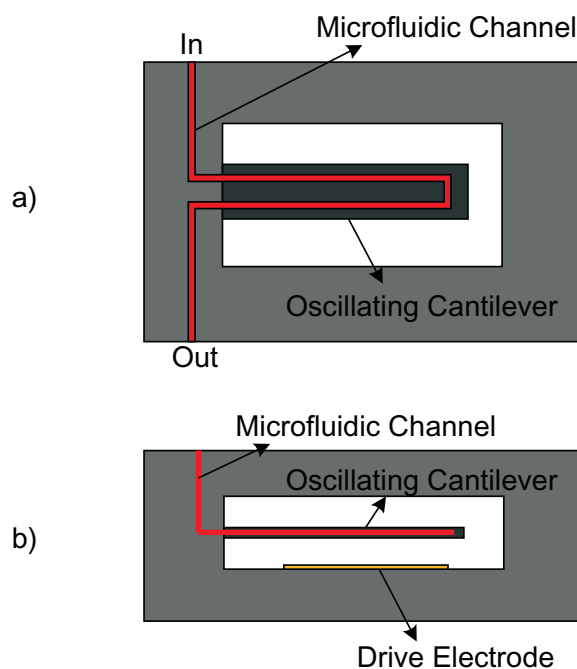 In
Microfluidic Channel
a)
Oscillating Cantilever
Out
Microfluidic Channel
Oscillating Cantilever
b)
Drive Electrode